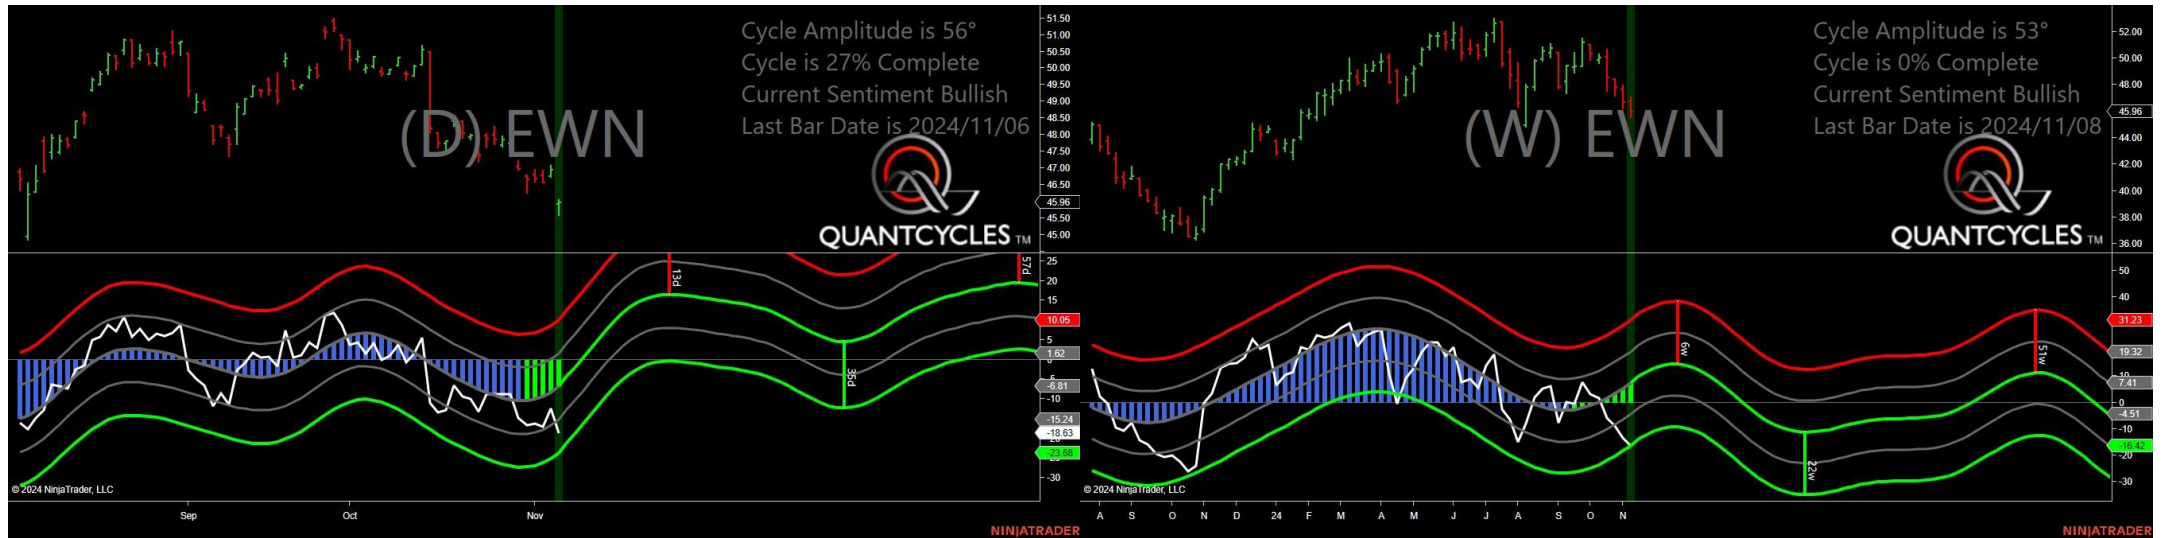 Cycle Amplitude is 56°
Cycle is 27% Complete
Current Sentiment Bullish
Last Bar Date is 2024/11/06
(D) EWN
QUANTCYCLES TM
51.50
51.00
50.50
50.00
49.50
49.00
48.50
48.00
47.50
47.00
46.50
45.96
45.50
45.00
13d
35d
57d
25
20
15
10.05
5
1.62
-6.81
-10
-15.24
-18.63
-23.68
-30
© 2024 NinjaTrader, LLC
Sep
Oct
Nov
NINJATRADER
Cycle Amplitude is 53°
Cycle is 0% Complete
Current Sentiment Bullish
Last Bar Date is 2024/11/08
(W) EWN
QUANTCYCLES TM
52.00
50.00
48.00
45.96
44.00
42.00
40.00
38.00
36.00
6w
22w
51w
50
40
31.23
19.32
7.41
0
-4.51
-10
-16.42
-20
-30
© 2024 NinjaTrader, LLC
A S O N D 24 F M A M J J A S O N
NINJATRADER